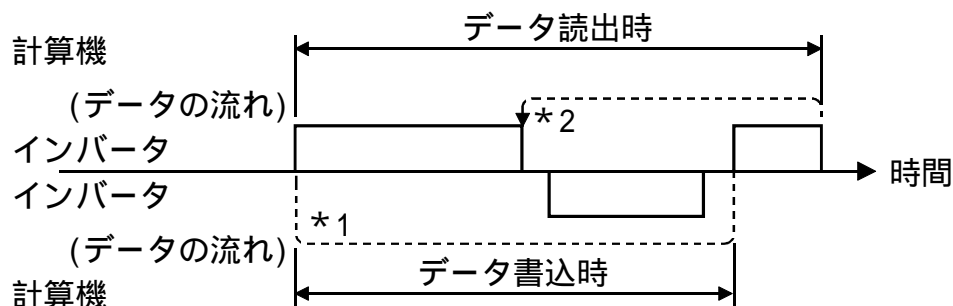 データ読出時
計算機
(データの流れ)
*2
インバータ
時間
インバータ
*1
(データの流れ)
データ書込時
計算機